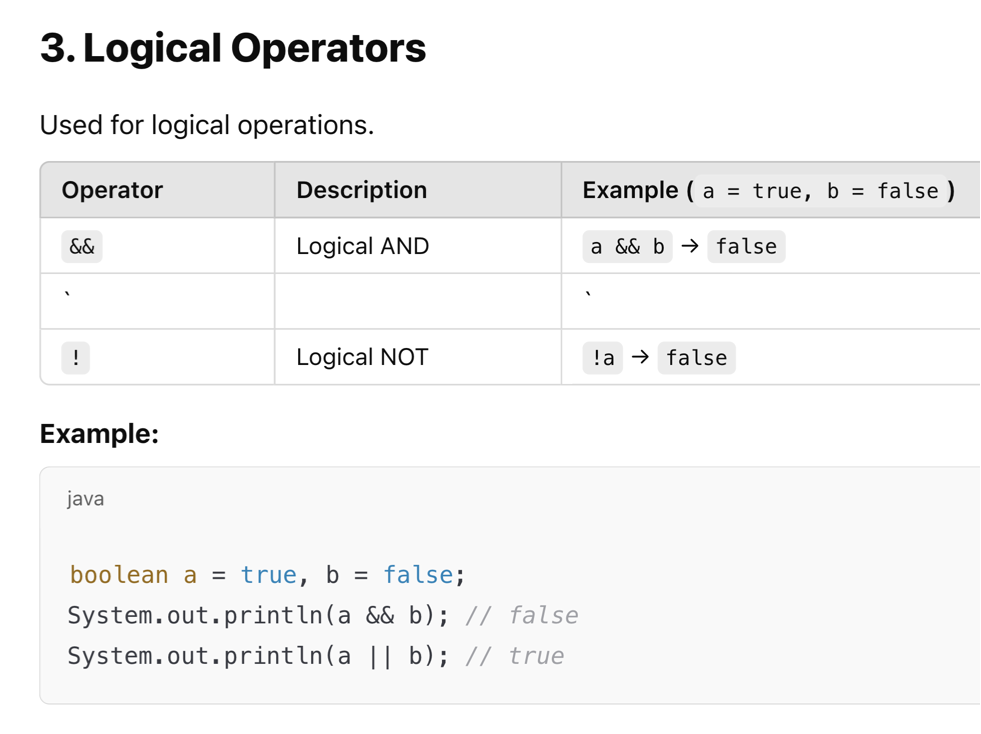 3. Logical Operators
Used for logical operations.
Operator Description Example ( a = true, b = false )
&& Logical AND a && b → false
` `
! Logical NOT !a → false
Example:
java
boolean a = true, b = false;
System.out.println(a && b); // false
System.out.println(a || b); // true